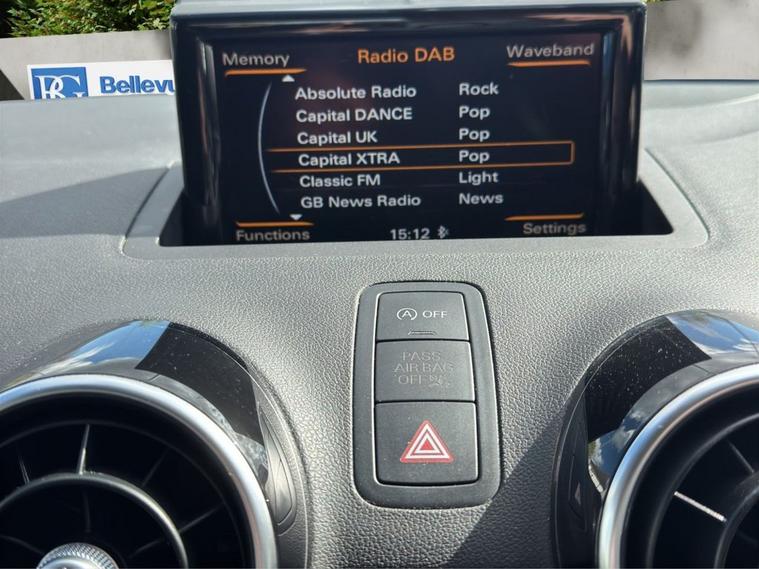 Memory Radio DAB Waveband
Absolute Radio Rock
Capital DANCE Pop
Capital UK Pop
Capital XTRA Pop
Classic FM Light
GB News Radio News
Functions 15:12 Settings
BG Bellevu
A OFF
PASS
AIR BAG
OFF